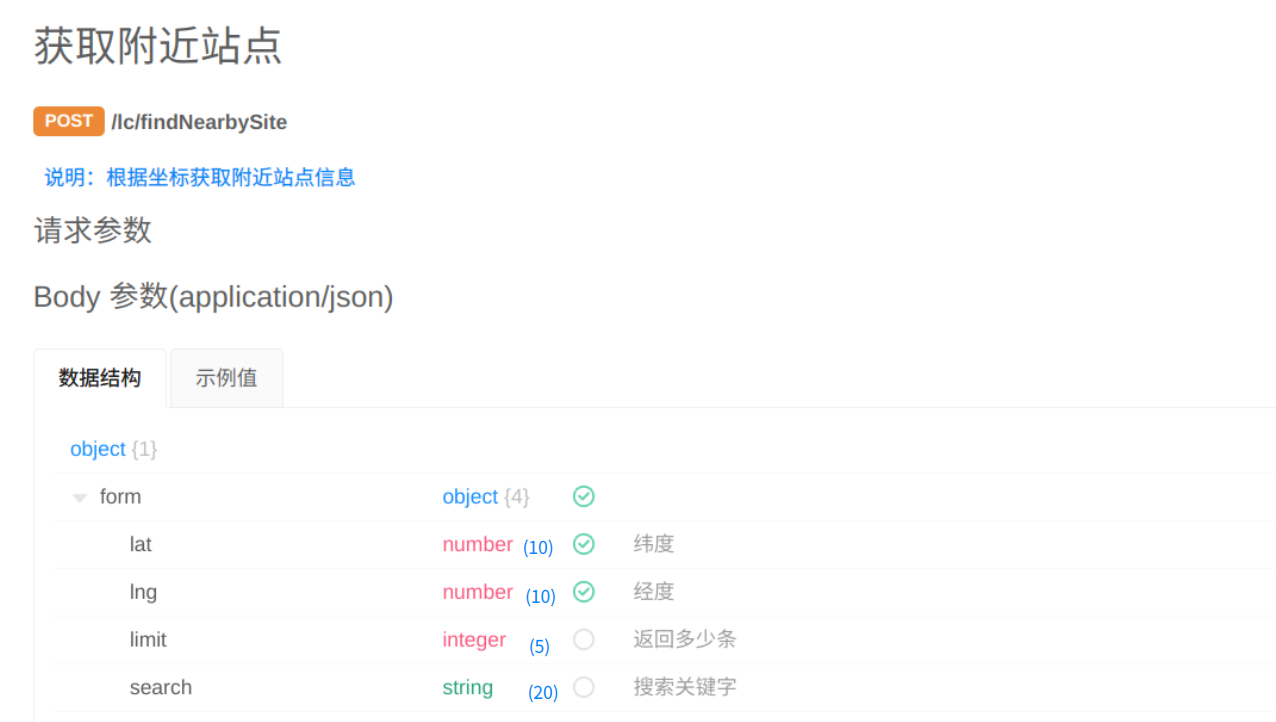 获取附近站点
POST /lc/findNearbySite
说明：根据坐标获取附近站点信息
请求参数
Body 参数(application/json)
数据结构 示例值
object {1}
form object {4}
lat number (10) 纬度
lng number (10) 经度
limit integer (5) 返回多少条
search string (20) 搜索关键字